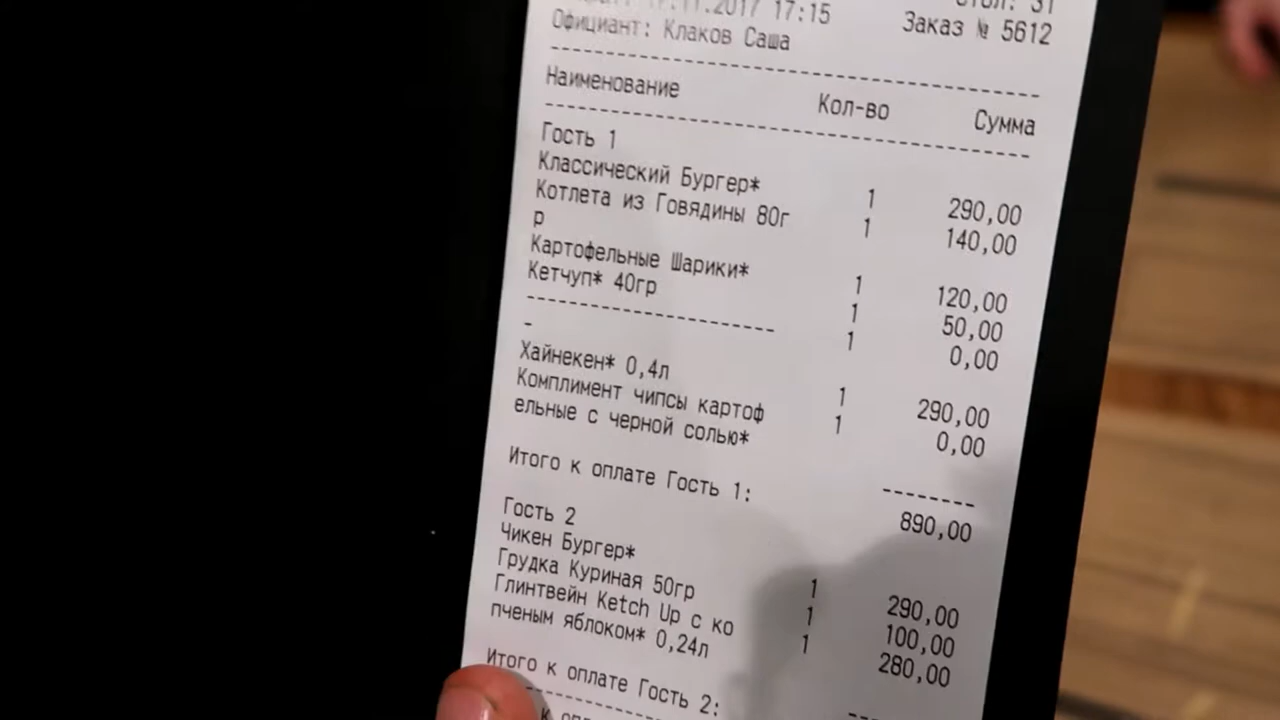 11.2017 17:15
Заказ № 5612
Официант: Клаков Саша
Наименование Кол-во Сумма
Гость 1
Классический Бургер* 1 290,00
Котлета из Говядины 80г 1 140,00
р
Картофельные Шарики* 1 120,00
Кетчуп* 40гр 1 50,00
---------------------- 1 0,00
-
Хайнекен* 0,4л 1 290,00
Комплимент чипсы картоф 1 0,00
ельные с черной солью*
Итого к оплате Гость 1: 890,00
Гость 2
Чикен Бургер* 1 290,00
Грудка Куриная 50гр 1 100,00
Глинтвейн Ketch Up с ко 1 280,00
пченым яблоком* 0,24л
Итого к оплате Гость 2: